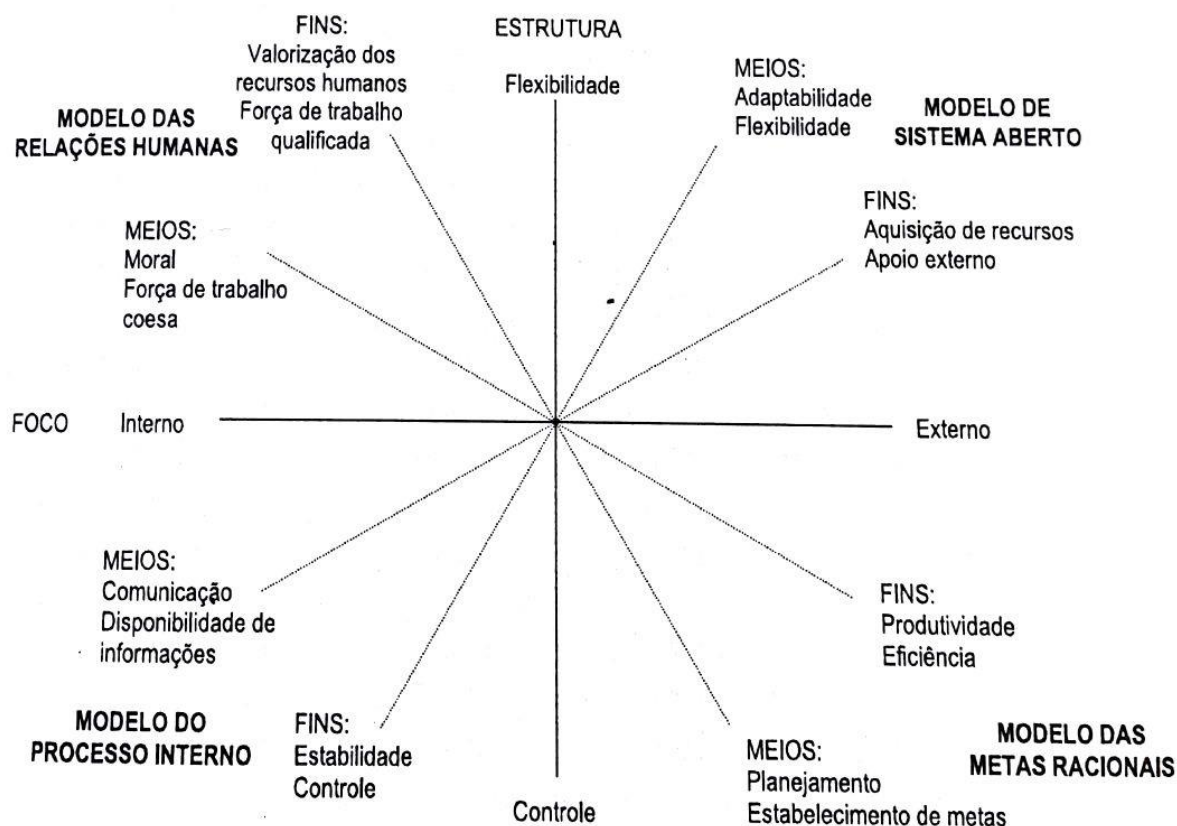 ESTRUTURA
Flexibilidade
FINS:
Valorização dos
recursos humanos
Força de trabalho
qualificada
MODELO DAS
RELAÇÕES HUMANAS
MEIOS:
Moral
Força de trabalho
coesa
MEIOS:
Adaptabilidade
Flexibilidade
MODELO DE
SISTEMA ABERTO
FINS:
Aquisição de recursos
Apoio externo
FOCO Interno
Externo
MEIOS:
Comunicação
Disponibilidade de
informações
MODELO DO
PROCESSO INTERNO
FINS:
Estabilidade
Controle
Controle
FINS:
Produtividade
Eficiência
MEIOS:
Planejamento
Estabelecimento de metas
MODELO DAS
METAS RACIONAIS